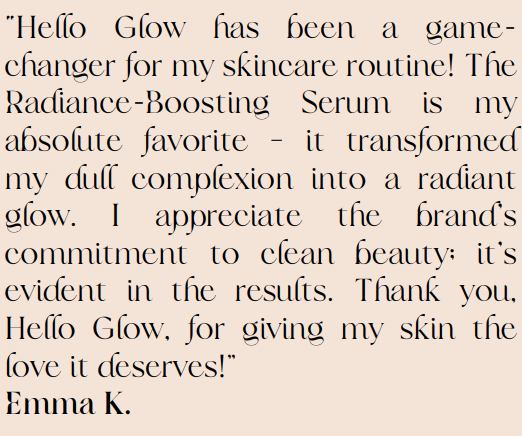 "Hello Glow has been a game-
changer for my skincare routine! The
Radiance-Boosting Serum is my
absolute favorite - it transformed
my dull complexion into a radiant
glow. I appreciate the brand's
commitment to clean beauty; it's
evident in the results. Thank you,
Hello Glow, for giving my skin the
love it deserves!"
Emma K.